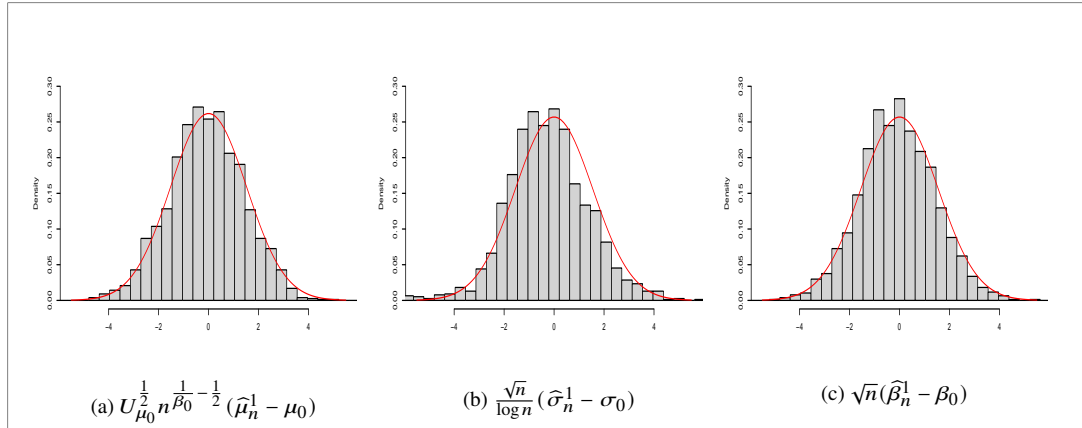 0.30
0.25
0.20
0.15
0.10
0.05
0.00
Density
−4 −2 0 2 4
(a) $U_{\mu_0}^{\frac{1}{2}} n^{\frac{1}{\beta_0}-\frac{1}{2}}(\widehat{\mu}_n^1 - \mu_0)$
0.30
0.25
0.20
0.15
0.10
0.05
0.00
Density
−4 −2 0 2 4
(b) $\frac{\sqrt{n}}{\log n}(\widehat{\sigma}_n^1 - \sigma_0)$
0.30
0.25
0.20
0.15
0.10
0.05
0.00
Density
−4 −2 0 2 4
(c) $\sqrt{n}(\widehat{\beta}_n^1 - \beta_0)$